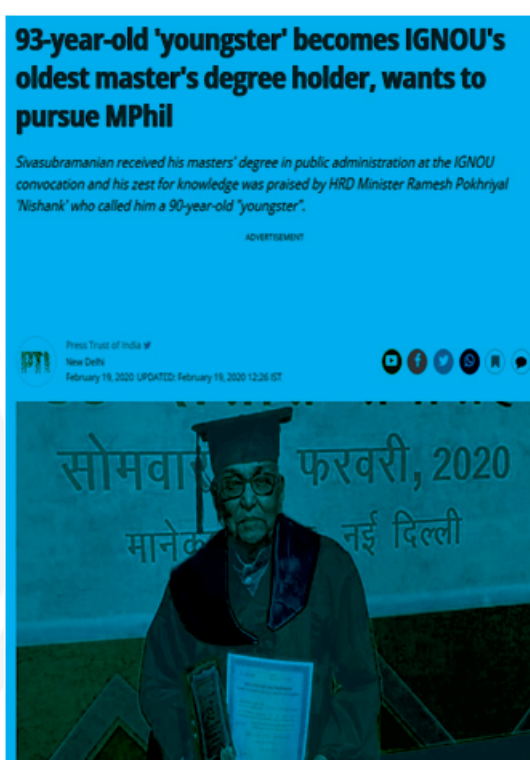 93-year-old 'youngster' becomes IGNOU's
oldest master's degree holder, wants to
pursue MPhil
Sivasubramanian received his masters' degree in public administration at the IGNOU
convocation and his zest for knowledge was praised by HRD Minister Ramesh Pokhriyal
'Nishank' who called him a 90-year-old "youngster".
ADVERTISEMENT
PTI
Press Trust of India
New Delhi
February 19, 2020 UPDATED: February 19, 2020 12:26 IST
सोमवार फरवरी, 2020
नई दिल्ली